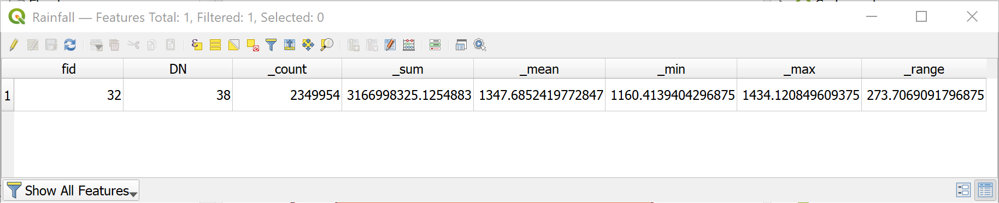 Rainfall — Features Total: 1, Filtered: 1, Selected: 0
fid DN _count _sum _mean _min _max _range
1 32 38 2349954 3166998325.1254883 1347.6852419772847 1160.4139404296875 1434.120849609375 273.7069091796875
Show All Features